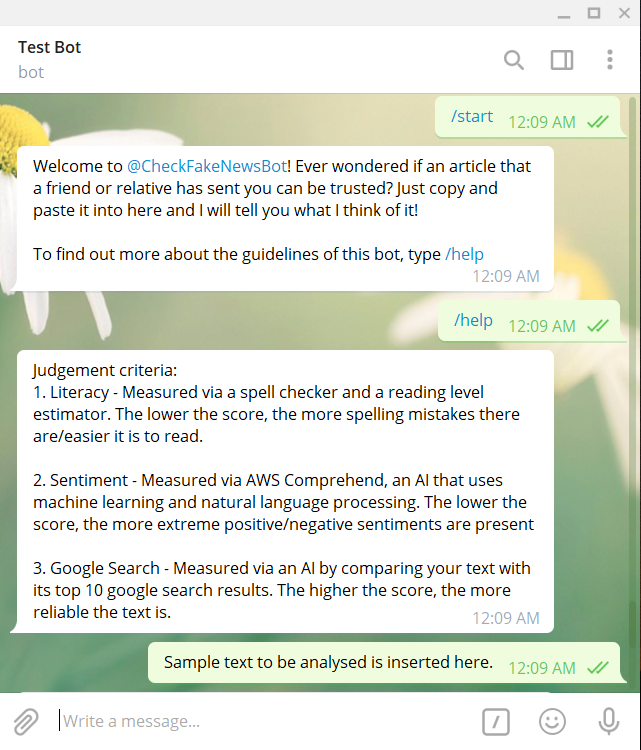 Test Bot
bot
/start 12:09 AM
Welcome to @CheckFakeNewsBot! Ever wondered if an article that
a friend or relative has sent you can be trusted? Just copy and
paste it into here and I will tell you what I think of it!
To find out more about the guidelines of this bot, type /help
12:09 AM
/help 12:09 AM
Judgement criteria:
1. Literacy - Measured via a spell checker and a reading level
estimator. The lower the score, the more spelling mistakes there
are/easier it is to read.
2. Sentiment - Measured via AWS Comprehend, an AI that uses
machine learning and natural language processing. The lower the
score, the more extreme positive/negative sentiments are present
3. Google Search - Measured via an AI by comparing your text with
its top 10 google search results. The higher the score, the more
reliable the text is.
12:09 AM
Sample text to be analysed is inserted here. 12:09 AM
Write a message...